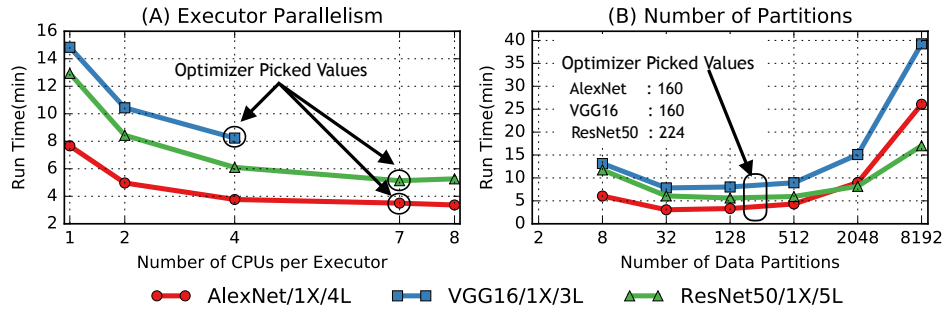 (A) Executor Parallelism
Run Time(min)
16
14
12
10
8
6
4
2
Optimizer Picked Values
1
2
4
7
8
Number of CPUs per Executor
(B) Number of Partitions
Run Time(min)
40
35
30
25
20
15
10
5
0
Optimizer Picked Values
AlexNet : 160
VGG16 : 160
ResNet50 : 224
2
8
32
128
512
2048
8192
Number of Data Partitions
AlexNet/1X/4L
VGG16/1X/3L
ResNet50/1X/5L